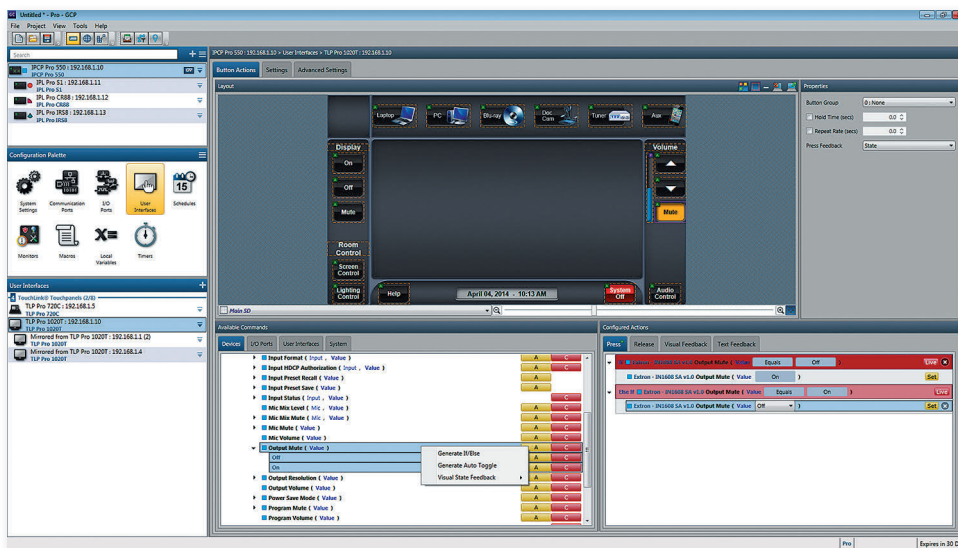 Untitled * - Pro - GCP
File Project View Tools Help
Search
IPCP Pro 550 : 192.168.1.10
IPCP Pro 550
IPL Pro S1 : 192.168.1.11
IPL Pro S1
IPL Pro CR88 : 192.168.1.12
IPL Pro CR88
IPL Pro IRS8 : 192.168.1.13
IPL Pro IRS8
Configuration Palette
System Settings
Communication Ports
I/O Ports
User Interfaces
Schedules
Monitors
Macros
Local Variables
Timers
User Interfaces
TouchLink® Touchpanels (2/8)
TLP Pro 720C : 192.168.1.5
TLP Pro 720C
TLP Pro 1020T : 192.168.1.10
TLP Pro 1020T
Mirrored from TLP Pro 1020T : 192.168.1.1 (2)
TLP Pro 1020T
Mirrored from TLP Pro 1020T : 192.168.1.4
TLP Pro 1020T
IPCP Pro 550 : 192.168.1.10 > User Interfaces > TLP Pro 1020T : 192.168.1.10
Button Actions Settings Advanced Settings
Layout
Laptop PC Blu-ray Doc Cam Tuner Aux
Display
On
Off
Mute
Room Control
Screen Control
Lighting Control
Help
April 04, 2014 - 10:13 AM
System Off
Audio Control
Volume
Mute
Main SD
Properties
Button Group 0 : None
Hold Time (secs) 0.0
Repeat Rate (secs) 0.0
Press Feedback State
Available Commands
Devices I/O Ports User Interfaces System
Input Format ( Input , Value ) A C
Input HDCP Authorization ( Input , Value ) A C
Input Preset Recall ( Value ) A
Input Preset Save ( Value ) A
Input Status ( Input , Value ) C
Mic Mix Level ( Mic , Value ) A C
Mic Mix Mute ( Mic , Value ) A C
Mic Mute ( Value ) A C
Mic Volume ( Value ) A C
Output Mute ( Value ) A C
Off A C
On A C
Output Resolution ( Value ) A C
Output Volume ( Value ) A C
Power Save Mode ( Value ) A C
Program Mute ( Value ) A C
Program Volume ( Value ) A C
Generate If/Else
Generate Auto Toggle
Visual State Feedback
Configured Actions
Press Release Visual Feedback Text Feedback
If Extron - IN1608 SA v1.0 Output Mute ( Value Equals Off ) Live
Extron - IN1608 SA v1.0 Output Mute ( Value On ) Set
Else If Extron - IN1608 SA v1.0 Output Mute ( Value Equals On ) Live
Extron - IN1608 SA v1.0 Output Mute ( Value Off ) Set
Pro Expires in 30 D